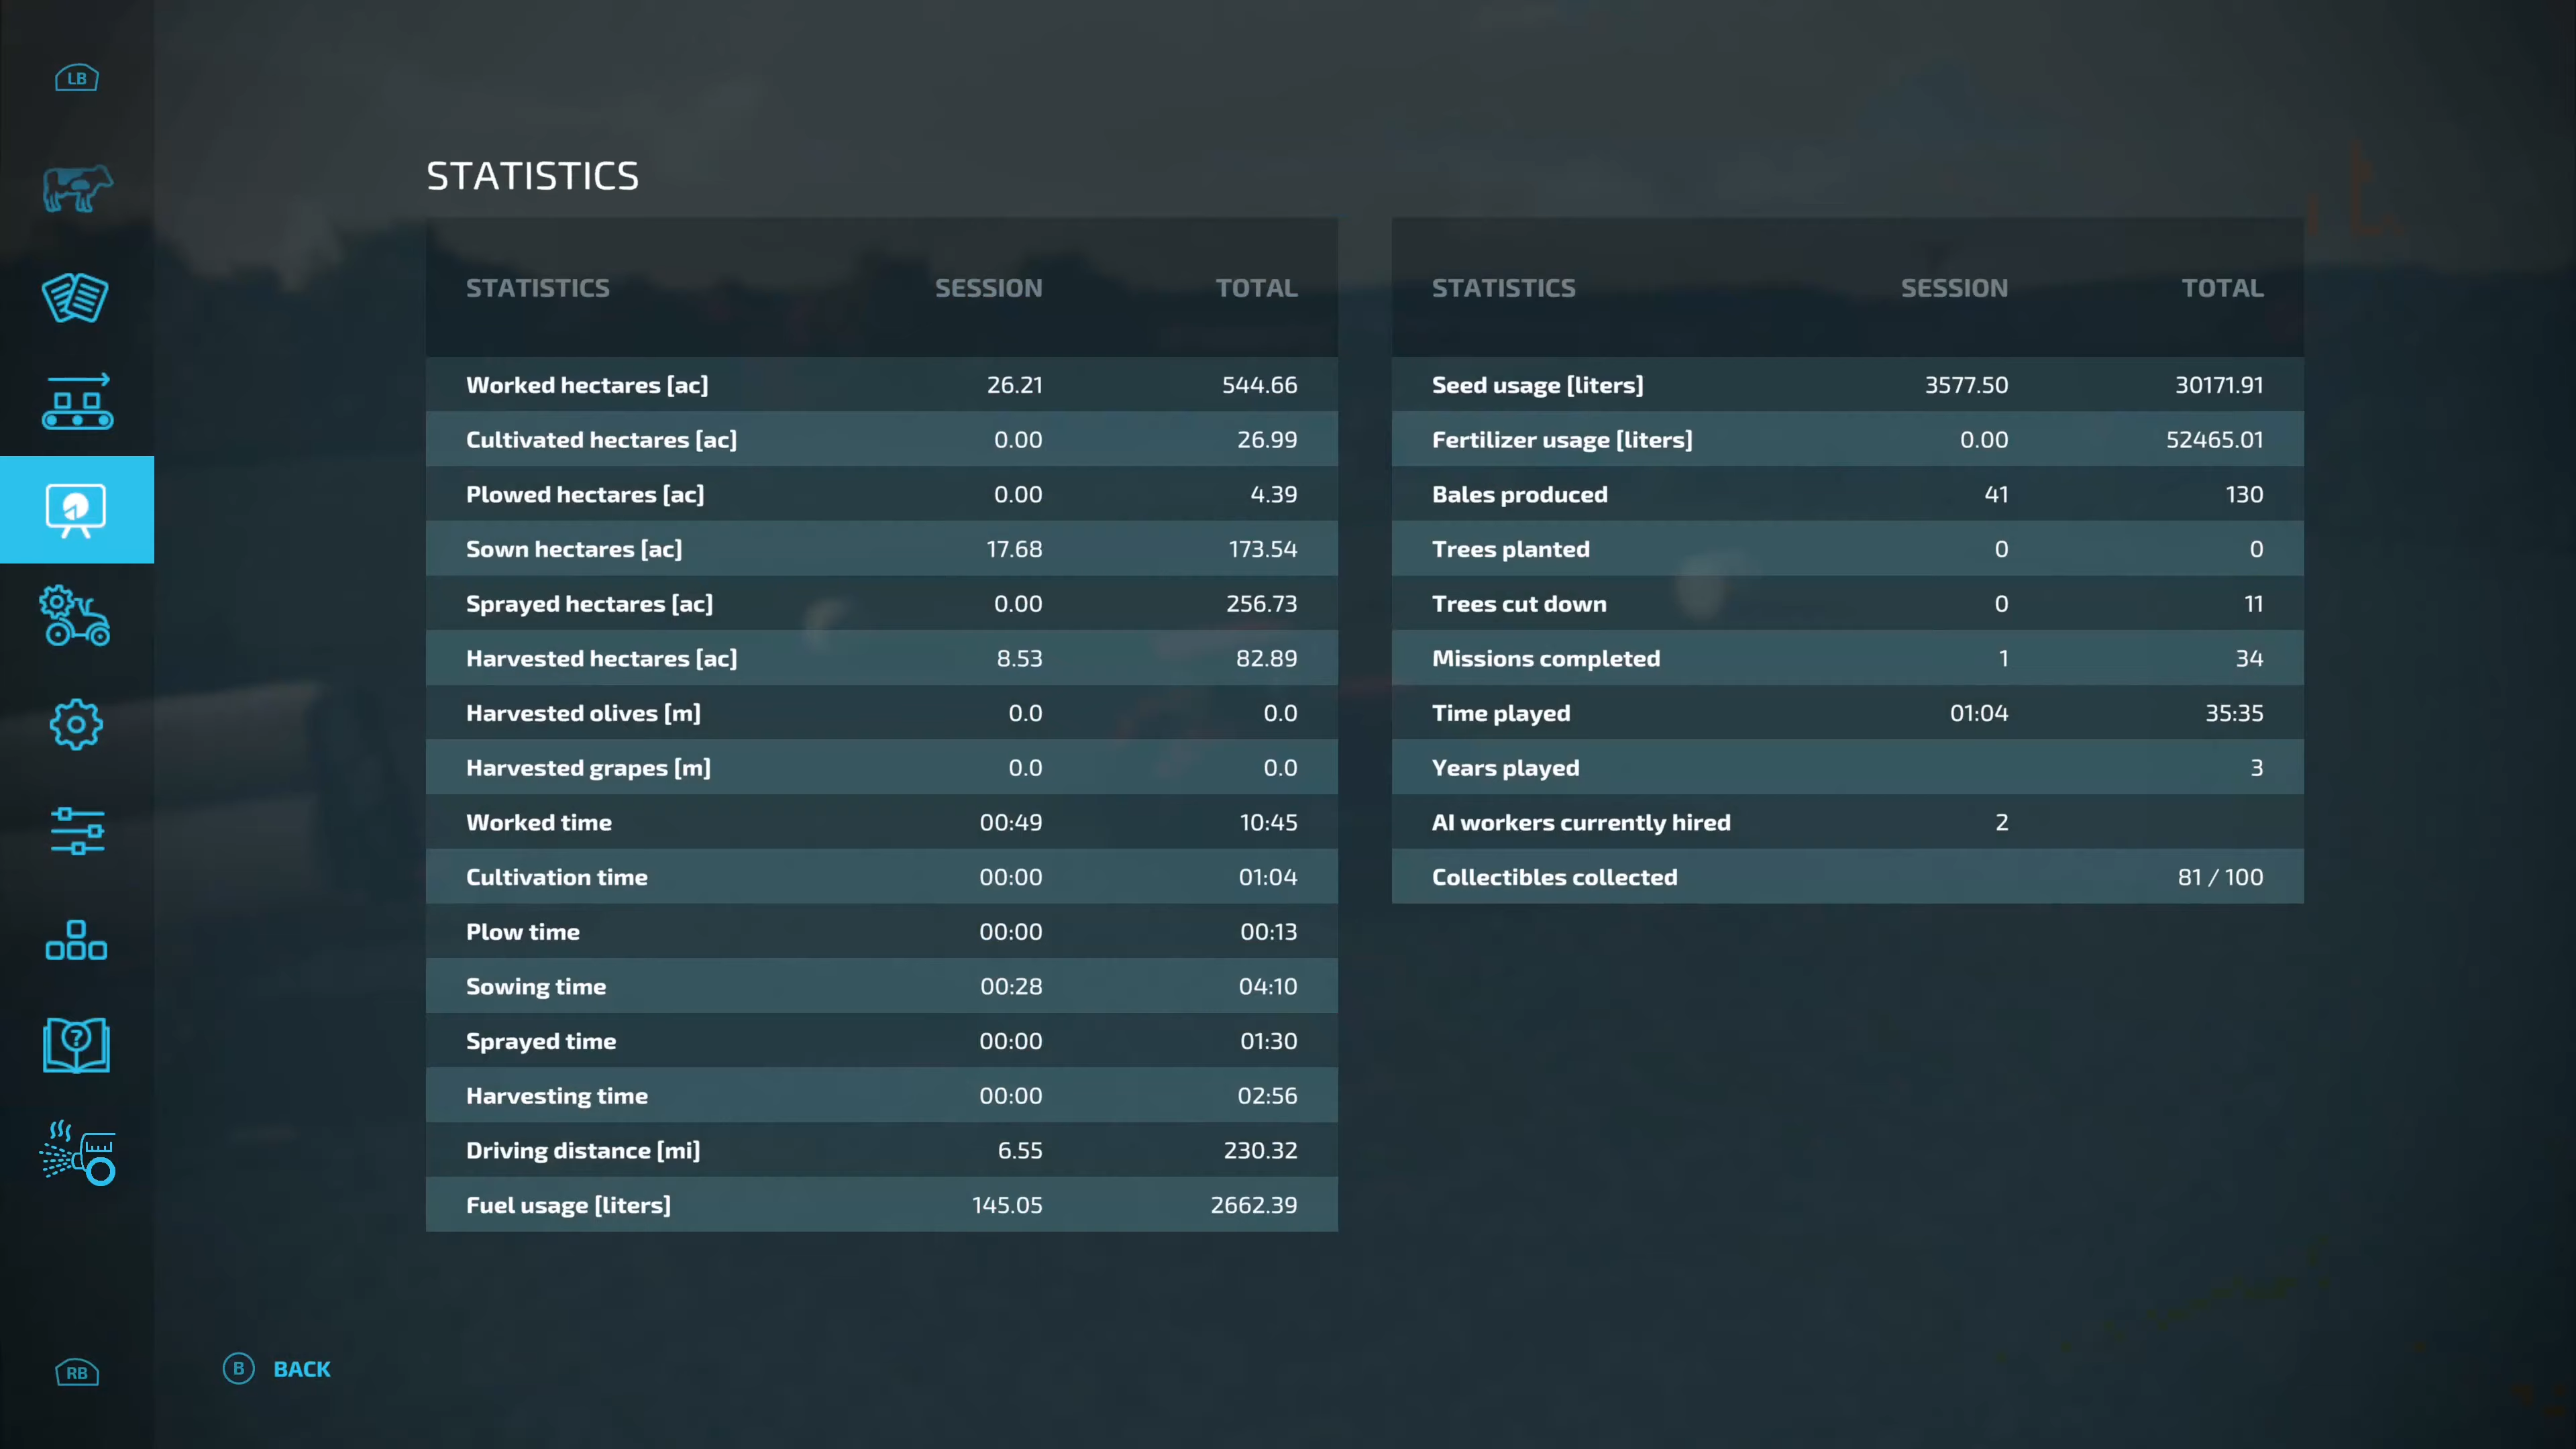 LB
STATISTICS
STATISTICS SESSION TOTAL
Worked hectares [ac] 26.21 544.66
Cultivated hectares [ac] 0.00 26.99
Plowed hectares [ac] 0.00 4.39
Sown hectares [ac] 17.68 173.54
Sprayed hectares [ac] 0.00 256.73
Harvested hectares [ac] 8.53 82.89
Harvested olives [m] 0.0 0.0
Harvested grapes [m] 0.0 0.0
Worked time 00:49 10:45
Cultivation time 00:00 01:04
Plow time 00:00 00:13
Sowing time 00:28 04:10
Sprayed time 00:00 01:30
Harvesting time 00:00 02:56
Driving distance [mi] 6.55 230.32
Fuel usage [liters] 145.05 2662.39
STATISTICS SESSION TOTAL
Seed usage [liters] 3577.50 30171.91
Fertilizer usage [liters] 0.00 52465.01
Bales produced 41 130
Trees planted 0 0
Trees cut down 0 11
Missions completed 1 34
Time played 01:04 35:35
Years played 3
AI workers currently hired 2
Collectibles collected 81 / 100
RB
B BACK